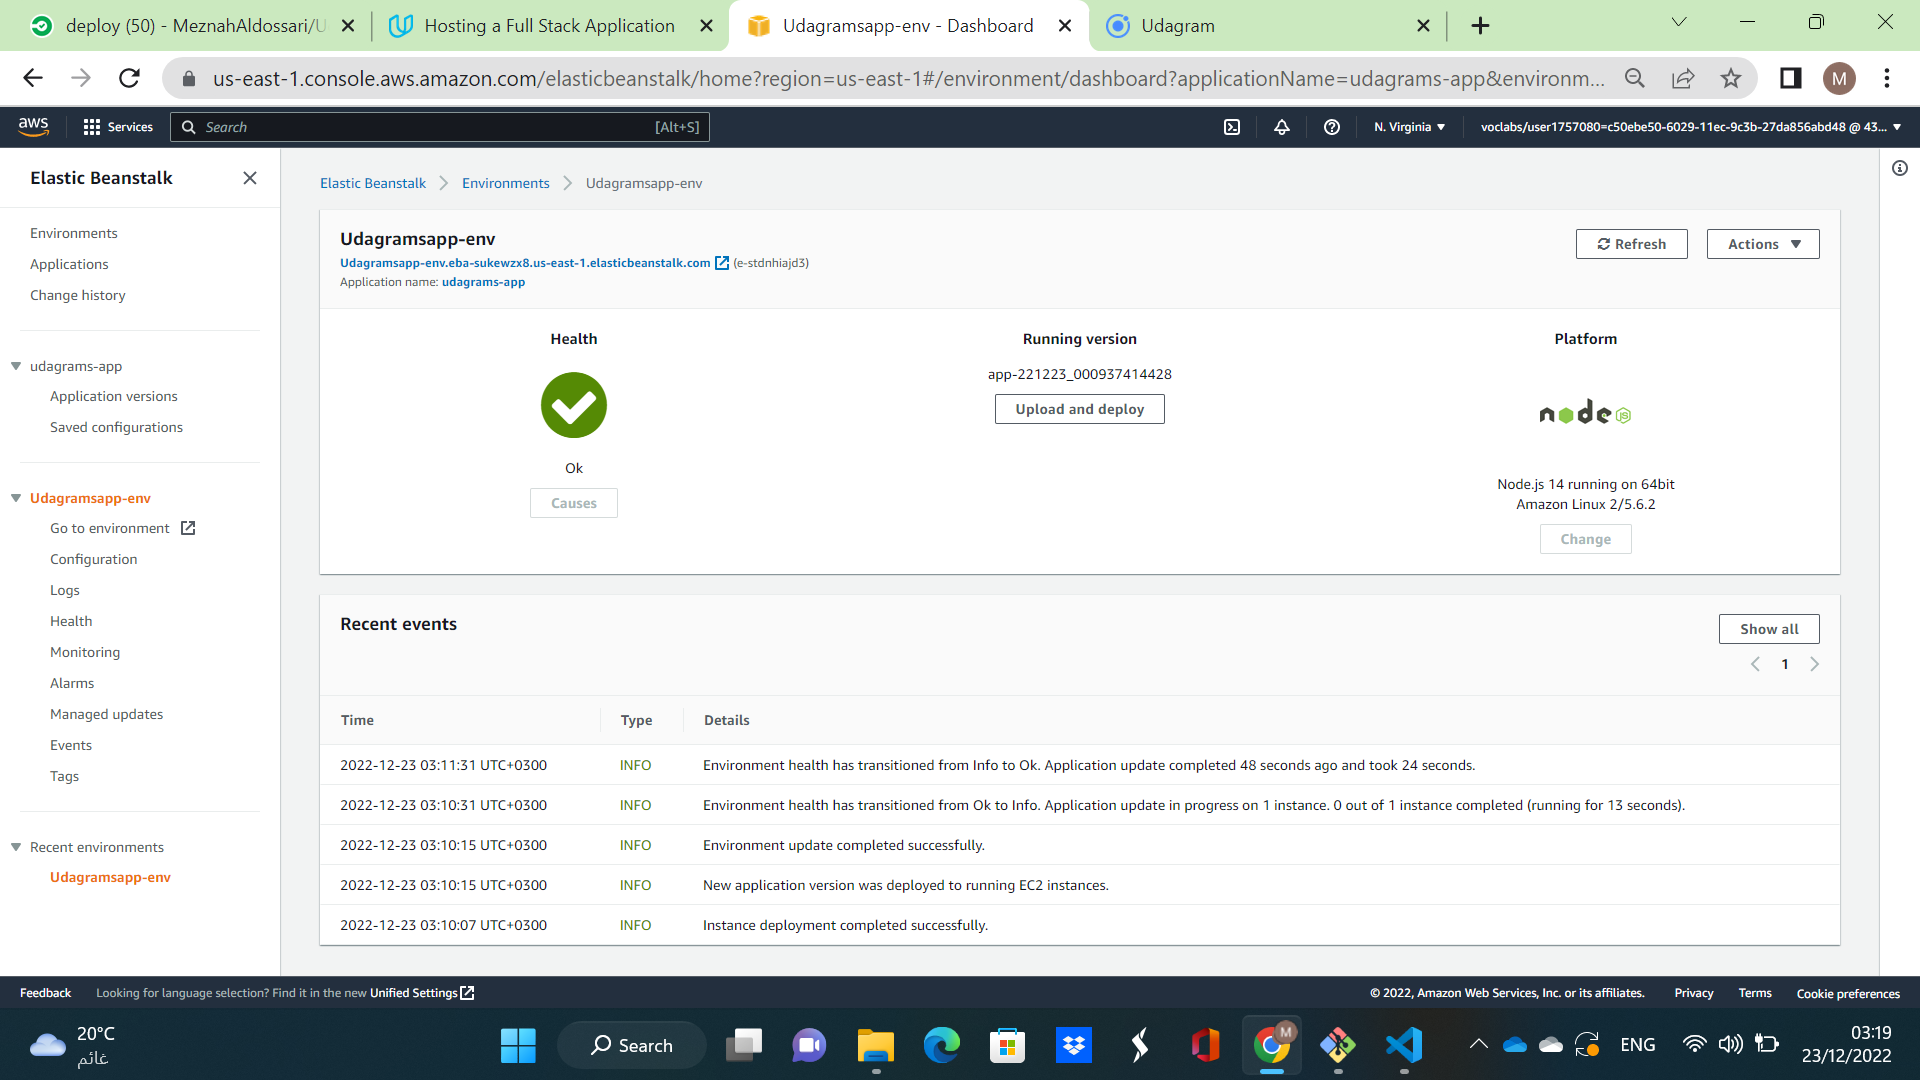 deploy (50) - MeznahAldossari/U
Hosting a Full Stack Application
Udagramsapp-env - Dashboard
Udagram
us-east-1.console.aws.amazon.com/elasticbeanstalk/home?region=us-east-1#/environment/dashboard?applicationName=udagrams-app&environm...
M
aws
Services
Search
[Alt+S]
N. Virginia
voclabs/user1757080=c50ebe50-6029-11ec-9c3b-27da856abd48 @ 43...
Elastic Beanstalk
Environments
Applications
Change history
udagrams-app
Application versions
Saved configurations
Udagramsapp-env
Go to environment
Configuration
Logs
Health
Monitoring
Alarms
Managed updates
Events
Tags
Recent environments
Udagramsapp-env
Elastic Beanstalk
Environments
Udagramsapp-env
Udagramsapp-env
Udagramsapp-env.eba-sukewzx8.us-east-1.elasticbeanstalk.com (e-stdnhiajd3)
Application name: udagrams-app
Refresh
Actions
Health
Ok
Causes
Running version
app-221223_000937414428
Upload and deploy
Platform
node JS
Node.js 14 running on 64bit
Amazon Linux 2/5.6.2
Change
Recent events
Show all
1
Time Type Details
2022-12-23 03:11:31 UTC+0300 INFO Environment health has transitioned from Info to Ok. Application update completed 48 seconds ago and took 24 seconds.
2022-12-23 03:10:31 UTC+0300 INFO Environment health has transitioned from Ok to Info. Application update in progress on 1 instance. 0 out of 1 instance completed (running for 13 seconds).
2022-12-23 03:10:15 UTC+0300 INFO Environment update completed successfully.
2022-12-23 03:10:15 UTC+0300 INFO New application version was deployed to running EC2 instances.
2022-12-23 03:10:07 UTC+0300 INFO Instance deployment completed successfully.
Feedback
Looking for language selection? Find it in the new Unified Settings
© 2022, Amazon Web Services, Inc. or its affiliates.
Privacy
Terms
Cookie preferences
20°C
غائم
Search
M
ENG
03:19
23/12/2022